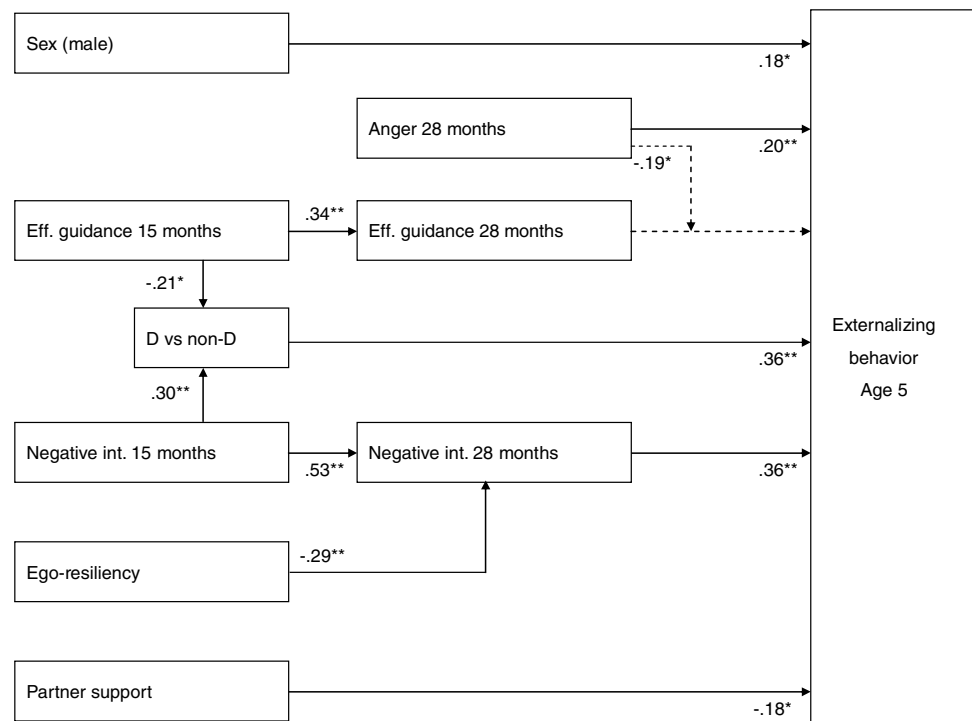 Sex (male)
.18*
Anger 28 months
.20**
-.19*
Eff. guidance 15 months
.34**
Eff. guidance 28 months
-.21*
D vs non-D
.36**
Externalizing
behavior
Age 5
.30**
Negative int. 15 months
.53**
Negative int. 28 months
.36**
Ego-resiliency
-.29**
Partner support
-.18*